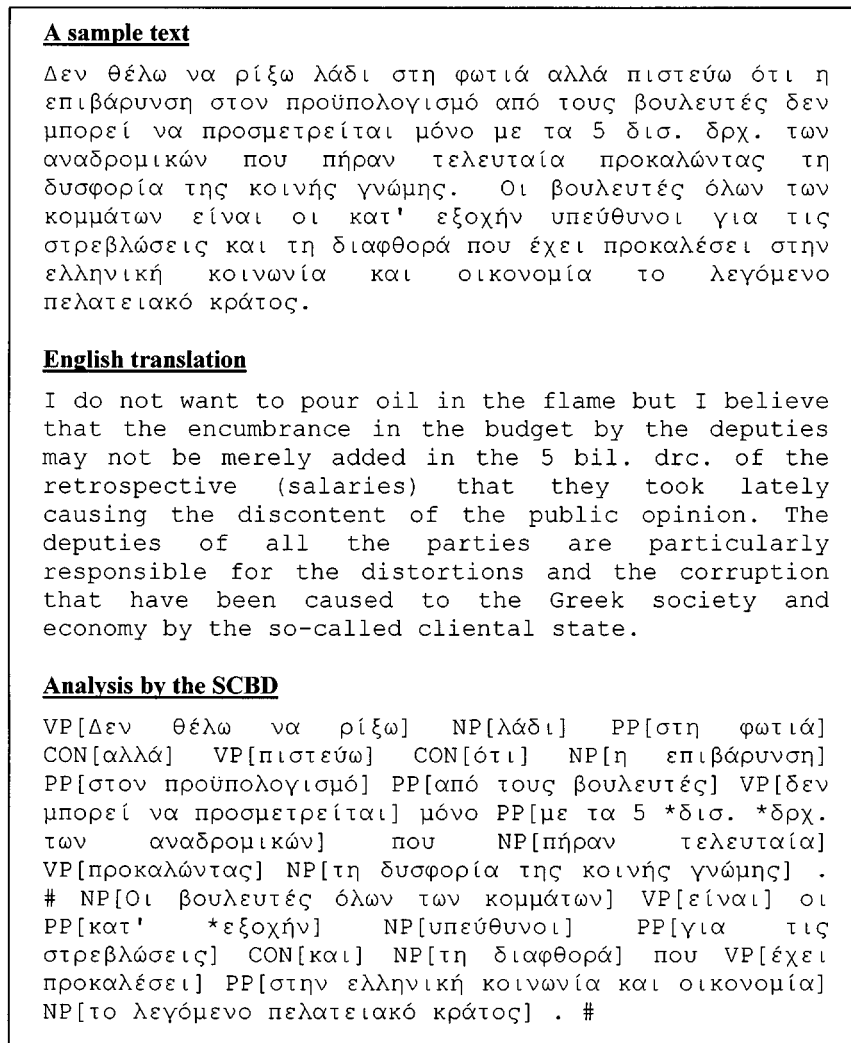 A sample text
Δεν θέλω να ρίξω λάδι στη φωτιά αλλά πιστεύω ότι η
επιβάρυνση στον προϋπολογισμό από τους βουλευτές δεν
μπορεί να προσμετρείται μόνο με τα 5 δισ. δρχ. των
αναδρομικών που πήραν τελευταία προκαλώντας τη
δυσφορία της κοινής γνώμης. Οι βουλευτές όλων των
κομμάτων είναι οι κατ' εξοχήν υπεύθυνοι για τις
στρεβλώσεις και τη διαφθορά που έχει προκαλέσει στην
ελληνική κοινωνία και οικονομία το λεγόμενο
πελατειακό κράτος.
English translation
I do not want to pour oil in the flame but I believe
that the encumbrance in the budget by the deputies
may not be merely added in the 5 bil. drc. of the
retrospective (salaries) that they took lately
causing the discontent of the public opinion. The
deputies of all the parties are particularly
responsible for the distortions and the corruption
that have been caused to the Greek society and
economy by the so-called cliental state.
Analysis by the SCBD
VP[Δεν θέλω να ρίξω] NP[λάδι] PP[στη φωτιά]
CON[αλλά] VP[πιστεύω] CON[ότι] NP[η επιβάρυνση]
PP[στον προϋπολογισμό] PP[από τους βουλευτές] VP[δεν
μπορεί να προσμετρείται] μόνο PP[με τα 5 *δισ. *δρχ.
των αναδρομικών] που NP[πήραν τελευταία]
VP[προκαλώντας] NP[τη δυσφορία της κοινής γνώμης] .
# NP[Οι βουλευτές όλων των κομμάτων] VP[είναι] οι
PP[κατ' *εξοχήν] NP[υπεύθυνοι] PP[για τις
στρεβλώσεις] CON[και] NP[τη διαφθορά] που VP[έχει
προκαλέσει] PP[στην ελληνική κοινωνία και οικονομία]
NP[το λεγόμενο πελατειακό κράτος] . #